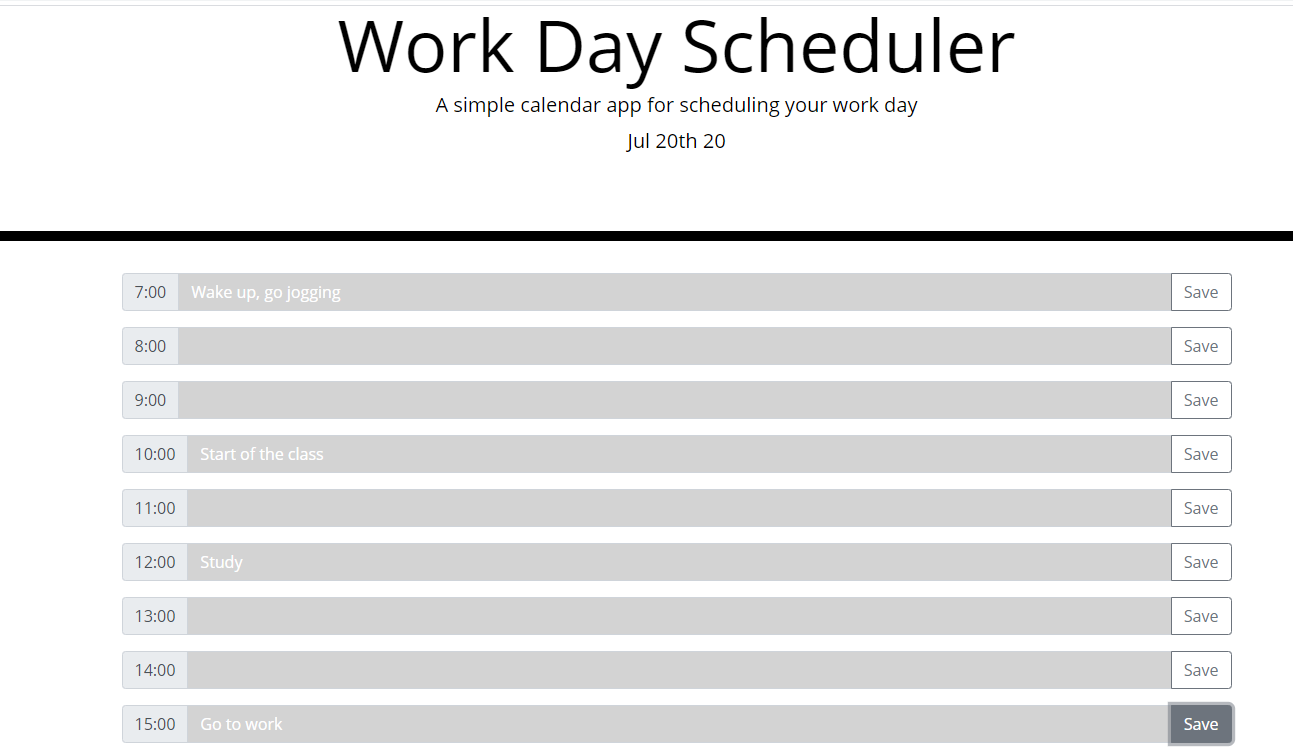 Work Day Scheduler
A simple calendar app for scheduling your work day
Jul 20th 20
7:00 Wake up, go jogging Save
8:00 Save
9:00 Save
10:00 Start of the class Save
11:00 Save
12:00 Study Save
13:00 Save
14:00 Save
15:00 Go to work Save